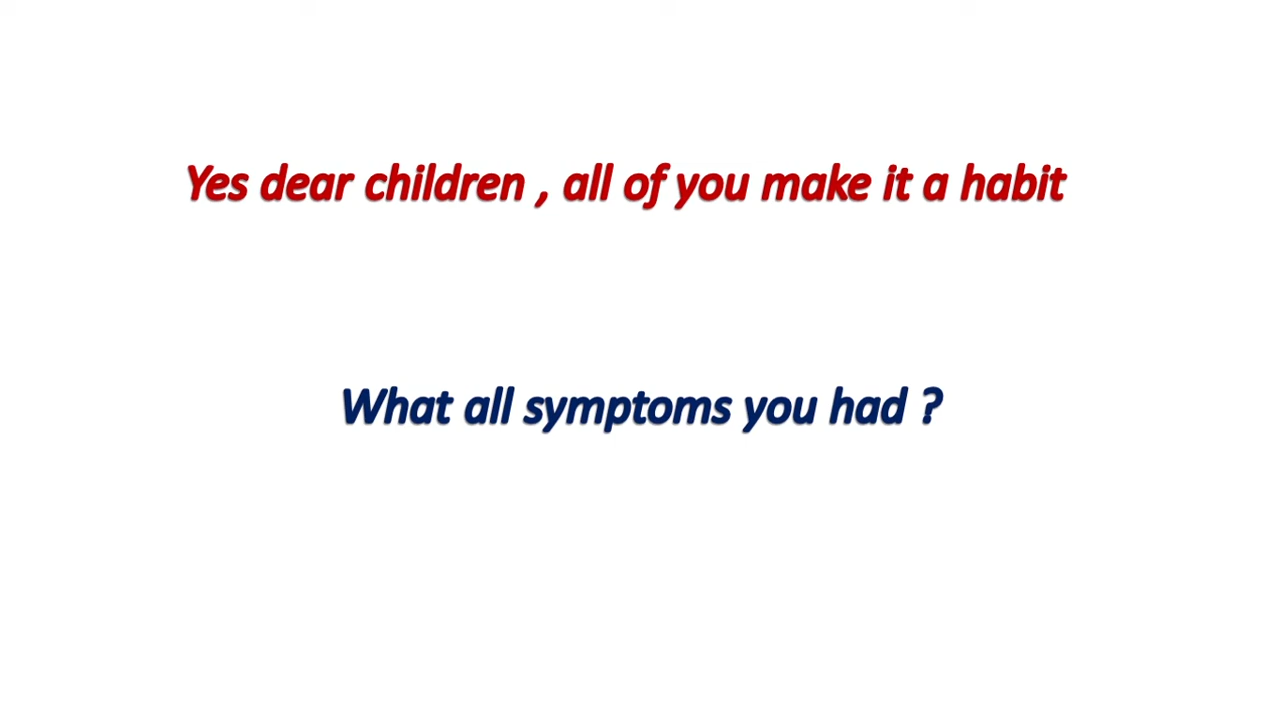 Yes dear children , all of you make it a habit
What all symptoms you had ?